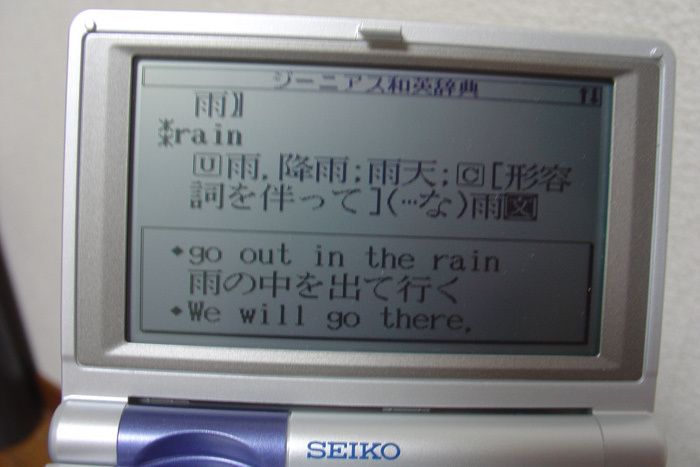 ジーニアス和英辞典 ↑↓
雨)】
⁑rain
Ⓤ雨,降雨;雨天;Ⓒ[形容
詞を伴って](…な)雨文
◆go out in the rain
雨の中を出て行く
◆We will go there,
SEIKO